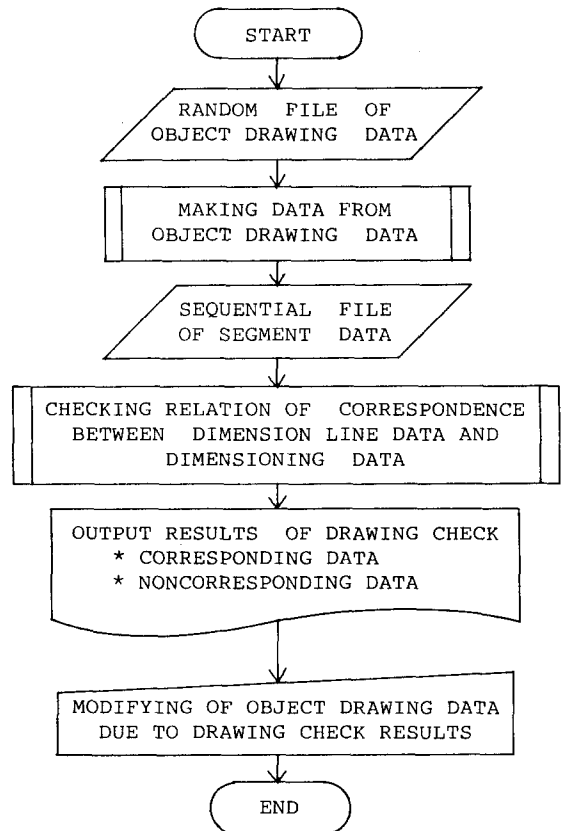 START
RANDOM FILE OF
OBJECT DRAWING DATA
MAKING DATA FROM
OBJECT DRAWING DATA
SEQUENTIAL FILE
OF SEGMENT DATA
CHECKING RELATION OF CORRESPONDENCE
BETWEEN DIMENSION LINE DATA AND
DIMENSIONING DATA
OUTPUT RESULTS OF DRAWING CHECK
* CORRESPONDING DATA
* NONCORRESPONDING DATA
MODIFYING OF OBJECT DRAWING DATA
DUE TO DRAWING CHECK RESULTS
END